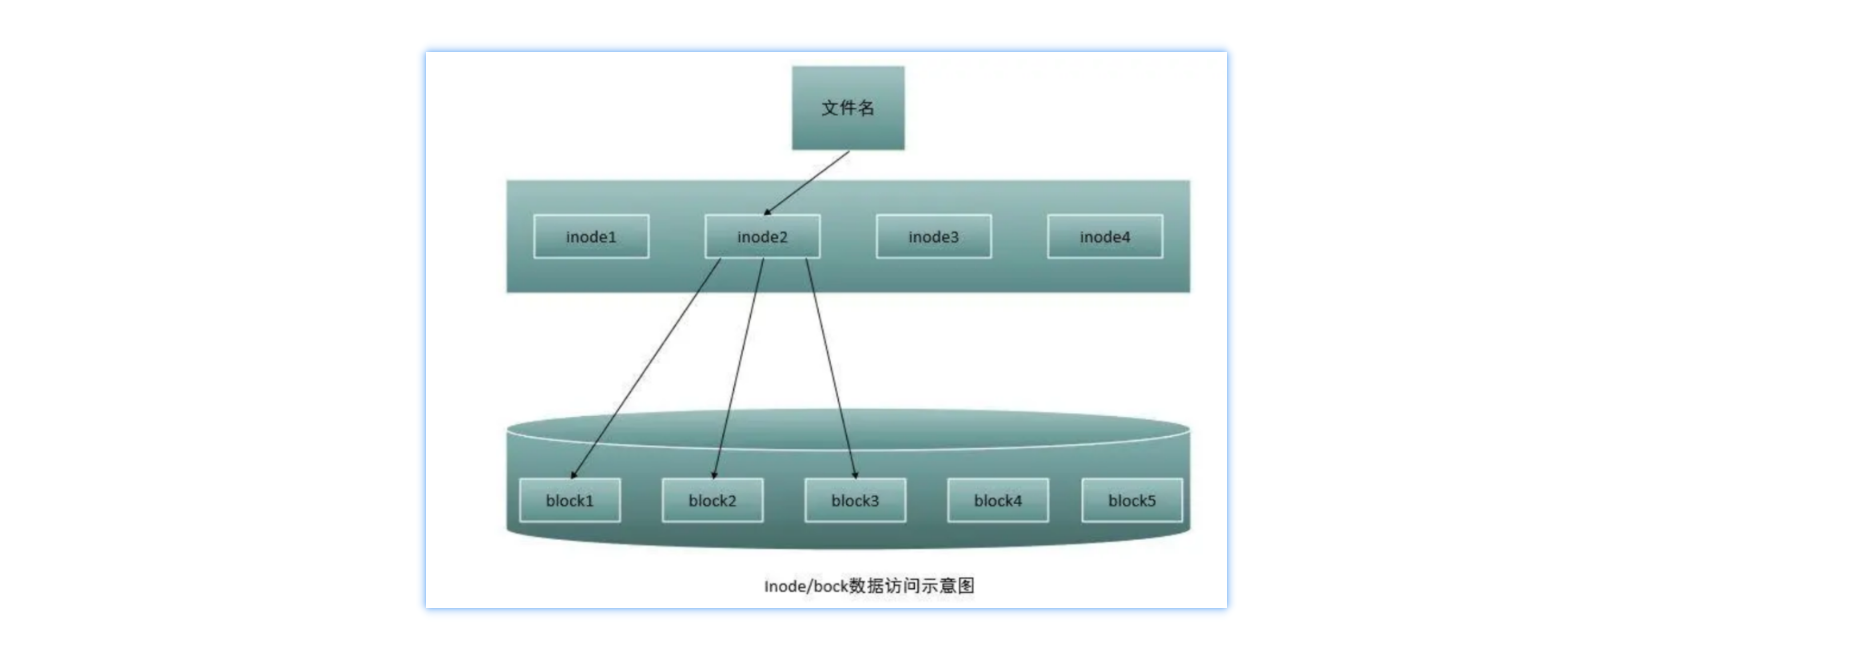 文件名
inode1 inode2 inode3 inode4
block1 block2 block3 block4 block5
Inode/bock数据访问示意图